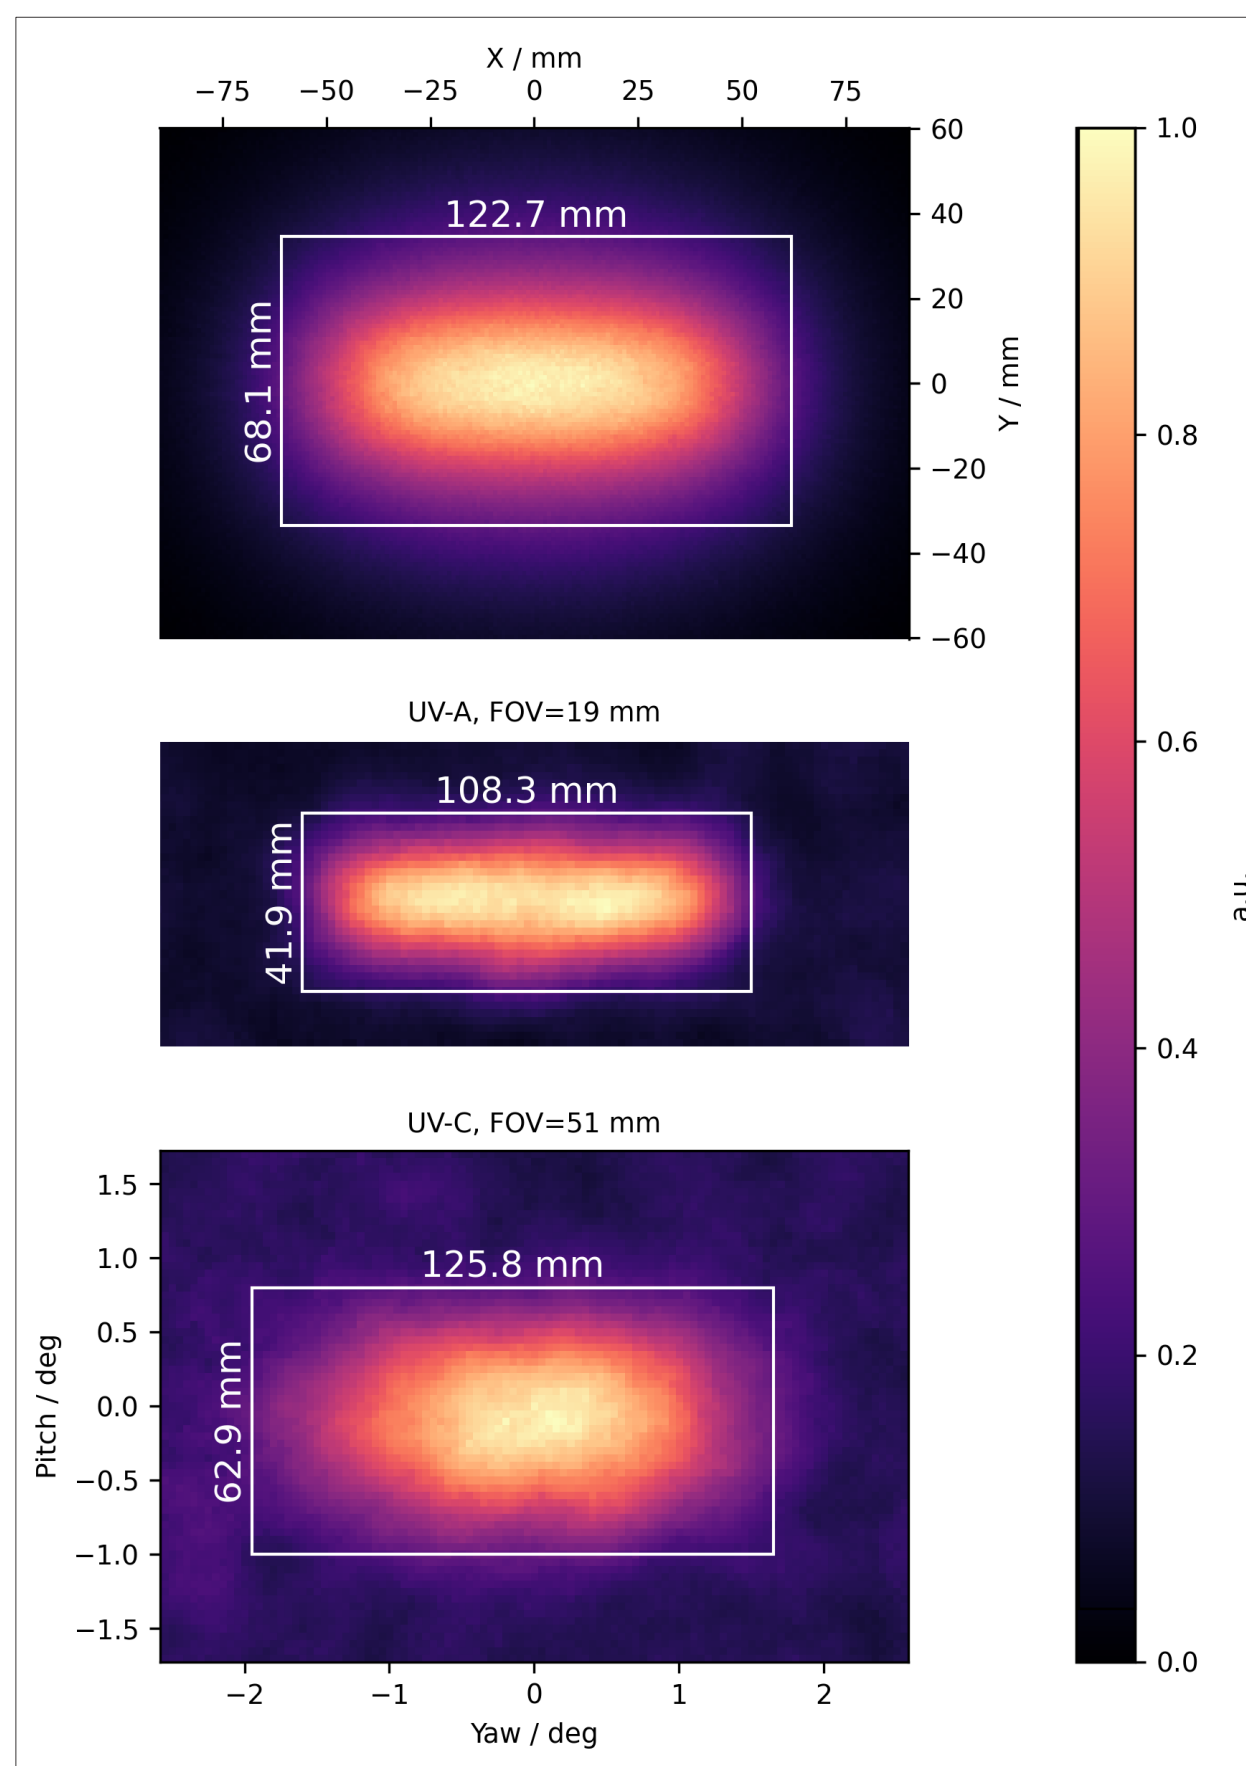 X / mm
−75 −50 −25 0 25 50 75
122.7 mm
68.1 mm
60
40
20
0
−20
−40
−60
Y / mm
UV-A, FOV=19 mm
108.3 mm
41.9 mm
UV-C, FOV=51 mm
125.8 mm
62.9 mm
1.5
1.0
0.5
0.0
−0.5
−1.0
−1.5
Pitch / deg
−2 −1 0 1 2
Yaw / deg
1.0
0.8
0.6
0.4
0.2
0.0
a.u.